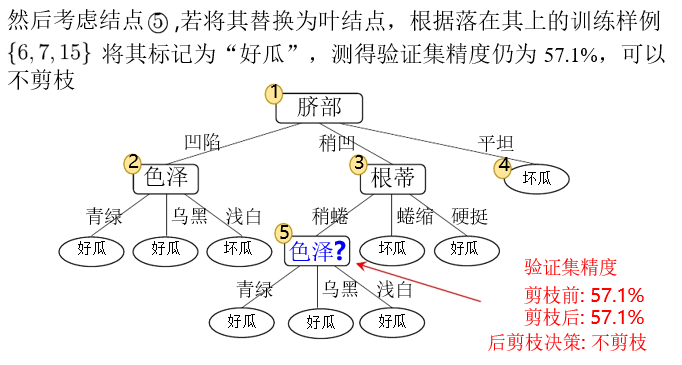 然后考虑结点⑤,若将其替换为叶结点，根据落在其上的训练样例
{6,7,15} 将其标记为“好瓜”，测得验证集精度仍为 57.1%，可以
不剪枝
1
脐部
凹陷 稍凹 平坦
2 3 4
色泽 根蒂 坏瓜
青绿 乌黑 浅白 稍蜷 蜷缩 硬挺
5
好瓜 好瓜 坏瓜 色泽? 坏瓜 好瓜
青绿 乌黑 浅白
好瓜 好瓜 好瓜
验证集精度
剪枝前: 57.1%
剪枝后: 57.1%
后剪枝决策: 不剪枝